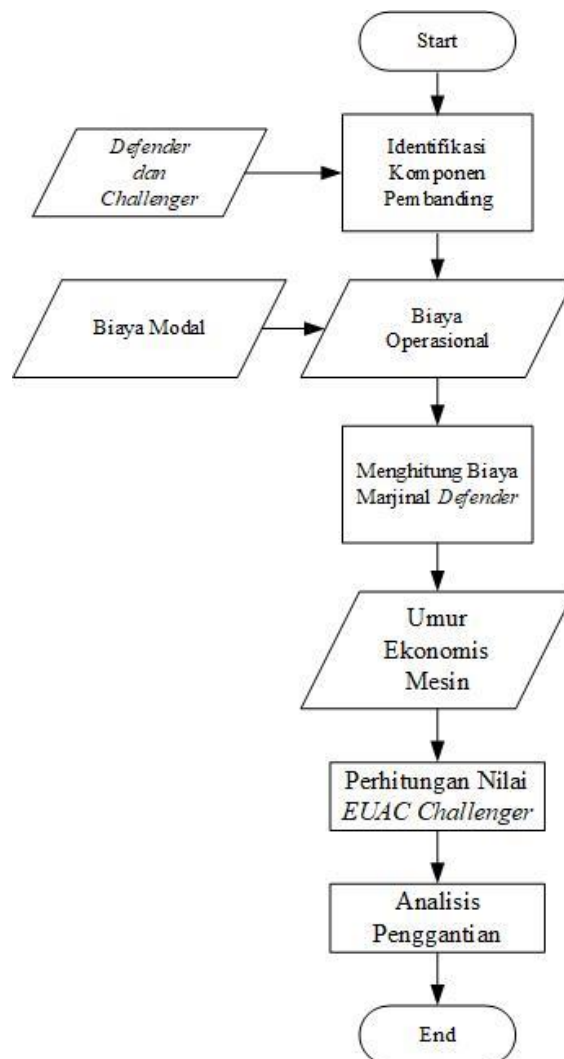 Start
Defender
dan
Challenger
Identifikasi
Komponen
Pembanding
Biaya Modal
Biaya
Operasional
Menghitung Biaya
Marjinal Defender
Umur
Ekonomis
Mesin
Perhitungan Nilai
EUAC Challenger
Analisis
Penggantian
End